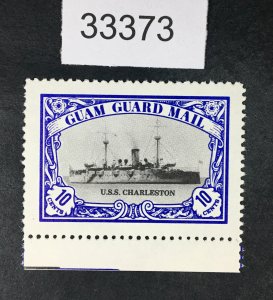 33373
GUAM GUARD MAIL
U.S.S. CHARLESTON
10 10
CENTS CENTS